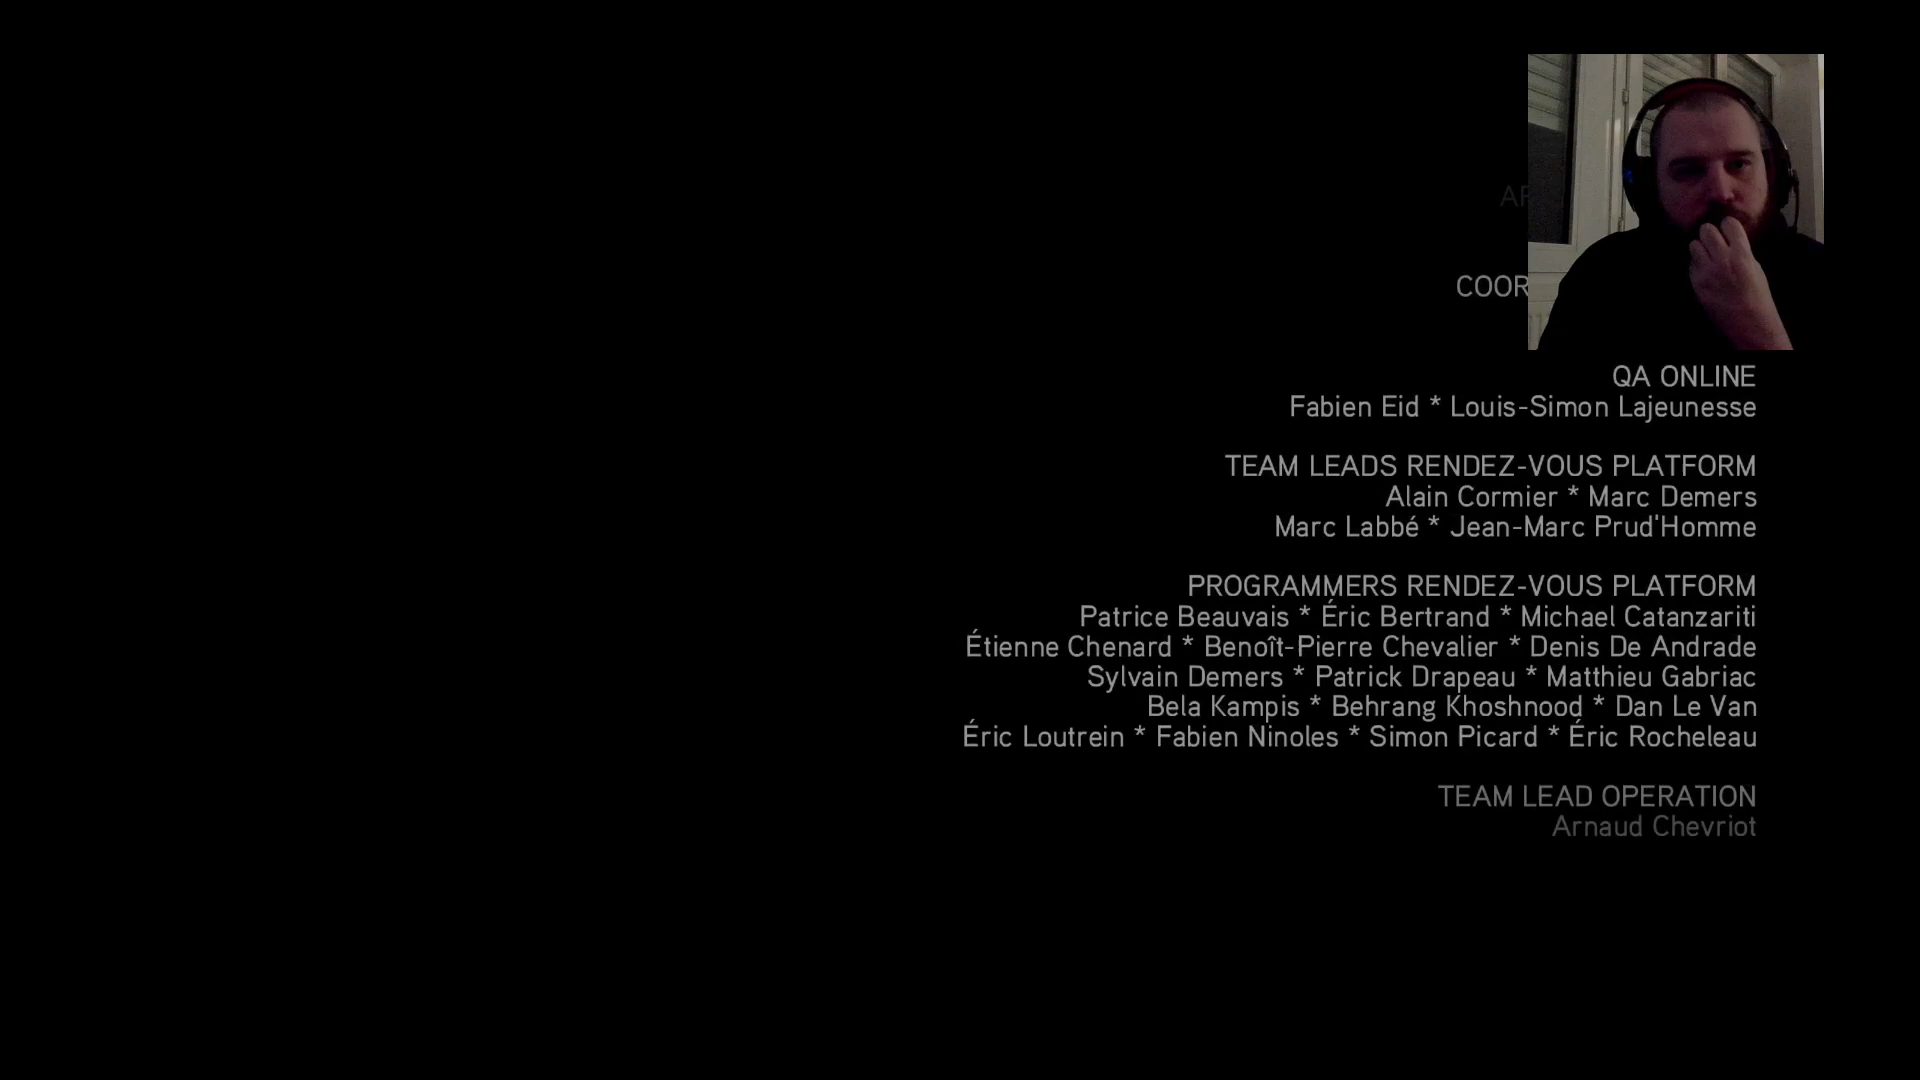 QA ONLINE
Fabien Eid * Louis-Simon Lajeunesse
TEAM LEADS RENDEZ-VOUS PLATFORM
Alain Cormier * Marc Demers
Marc Labbé * Jean-Marc Prud'Homme
PROGRAMMERS RENDEZ-VOUS PLATFORM
Patrice Beauvais * Éric Bertrand * Michael Catanzariti
Étienne Chenard * Benoît-Pierre Chevalier * Denis De Andrade
Sylvain Demers * Patrick Drapeau * Matthieu Gabriac
Bela Kampis * Behrang Khoshnood * Dan Le Van
Éric Loutrein * Fabien Ninoles * Simon Picard * Éric Rocheleau
TEAM LEAD OPERATION
Arnaud Chevriot